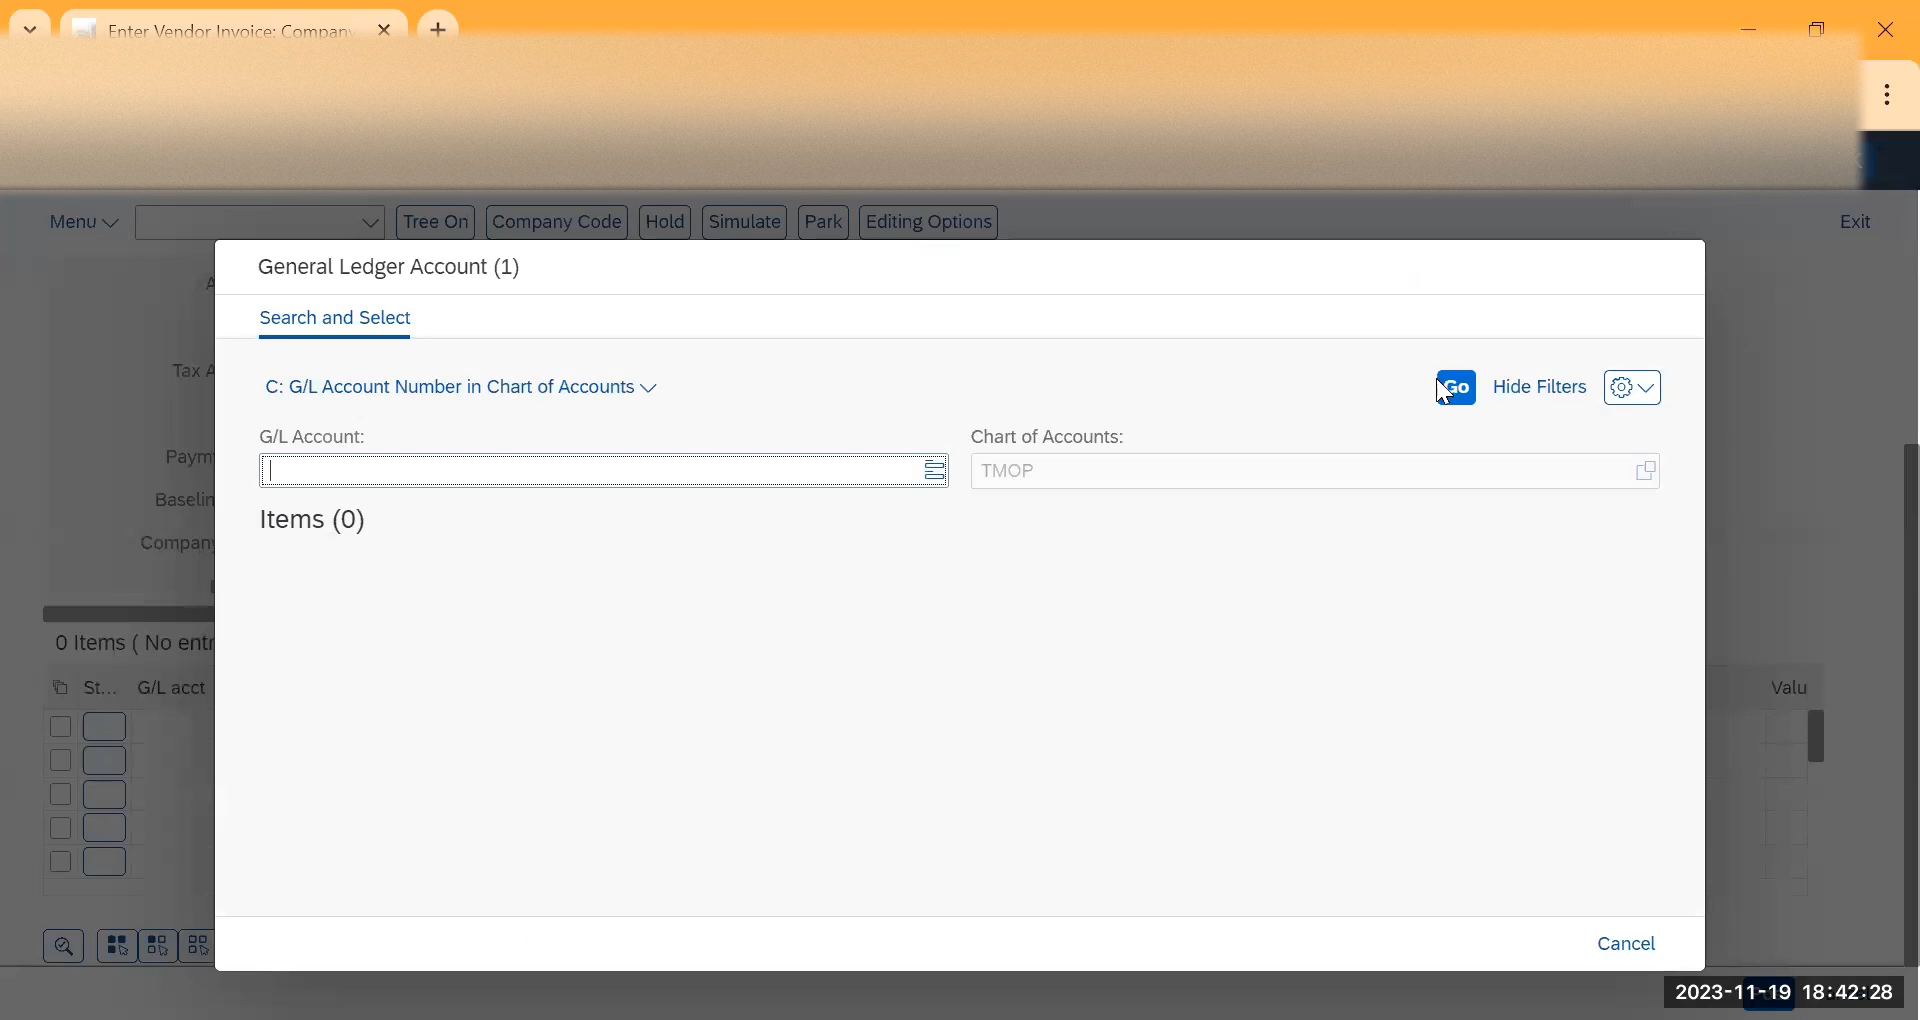 Enter Vendor Invoice: Company
Menu
Tree On
Company Code
Hold
Simulate
Park
Editing Options
Exit
General Ledger Account (1)
Search and Select
C: G/L Account Number in Chart of Accounts
Go
Hide Filters
G/L Account:
Chart of Accounts:
TMOP
Items (0)
Tax A
Paym
Baselin
Company
0 Items ( No entr
St...
G/L acct
Valu
Cancel
2023-11-19 18:42:28